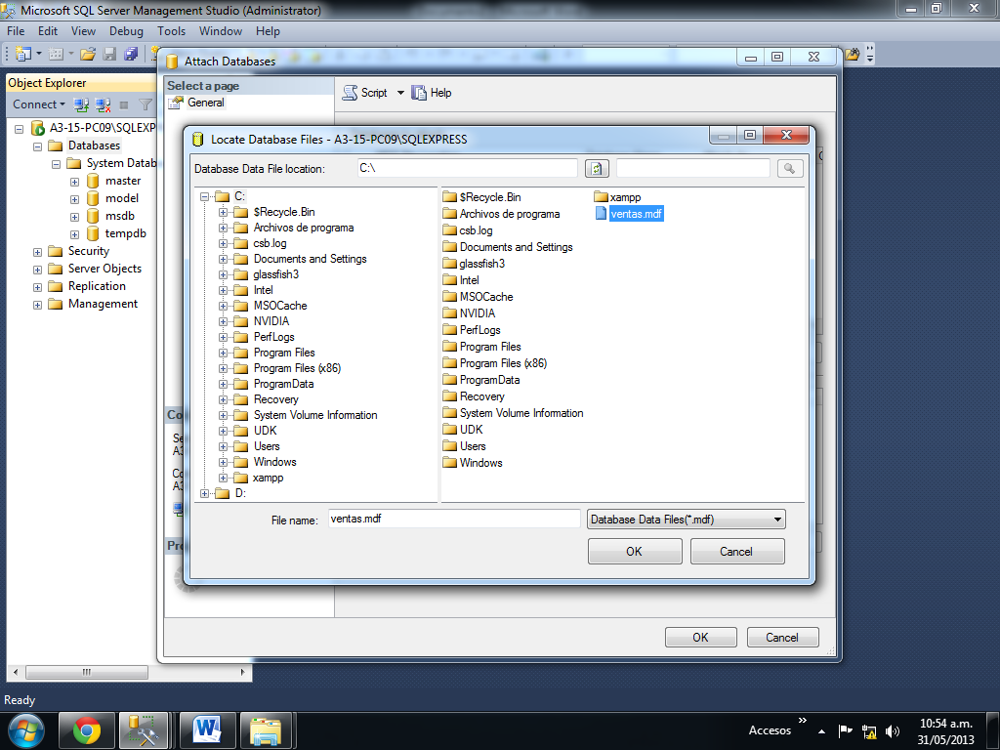 Microsoft SQL Server Management Studio (Administrator)
File Edit View Debug Tools Window Help
Attach Databases
Object Explorer
Select a page
Connect
Script Help
General
A3-15-PC09\SQLEXP
Locate Database Files - A3-15-PC09\SQLEXPRESS
Databases
System Datab
master
model
msdb
tempdb
Security
Server Objects
Replication
Management
Database Data File location: C:\
C:
$Recycle.Bin
Archivos de programa
csb.log
Documents and Settings
glassfish3
Intel
MSOCache
NVIDIA
PerfLogs
Program Files
Program Files (x86)
ProgramData
Recovery
System Volume Information
UDK
Users
Windows
xampp
D:
$Recycle.Bin
Archivos de programa
csb.log
Documents and Settings
glassfish3
Intel
MSOCache
NVIDIA
PerfLogs
Program Files
Program Files (x86)
ProgramData
Recovery
System Volume Information
UDK
Users
Windows
xampp
ventas.mdf
File name: ventas.mdf Database Data Files(*.mdf)
OK Cancel
Co
Se
A3
Co
A3
Pro
OK Cancel
Ready
Accesos
10:54 a.m.
31/05/2013